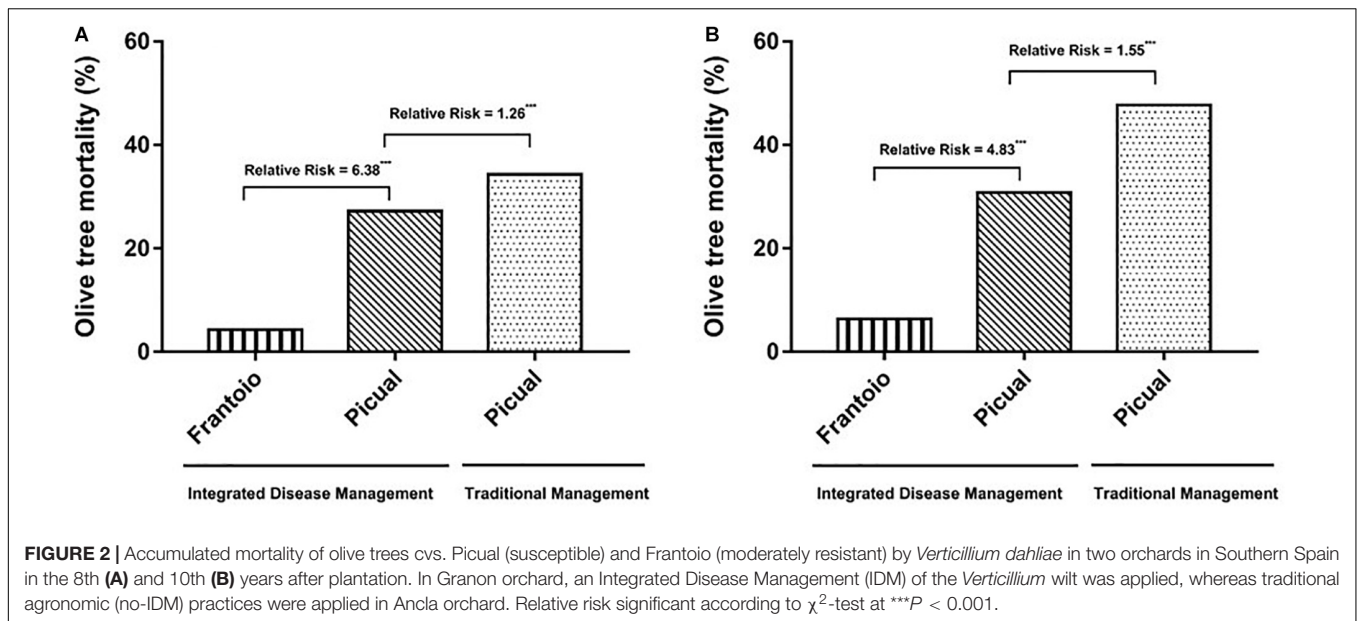 A
60
40
20
0
Olive tree mortality (%)
Relative Risk = 1.26***
Relative Risk = 6.38***
Frantoio
Picual
Picual
Integrated Disease Management
Traditional Management
B
60
40
20
0
Olive tree mortality (%)
Relative Risk = 1.55***
Relative Risk = 4.83***
Frantoio
Picual
Picual
Integrated Disease Management
Traditional Management
FIGURE 2 | Accumulated mortality of olive trees cvs. Picual (susceptible) and Frantoio (moderately resistant) by Verticillium dahliae in two orchards in Southern Spain
in the 8th (A) and 10th (B) years after plantation. In Granon orchard, an Integrated Disease Management (IDM) of the Verticillium wilt was applied, whereas traditional
agronomic (no-IDM) practices were applied in Ancla orchard. Relative risk significant according to χ²-test at ***P < 0.001.